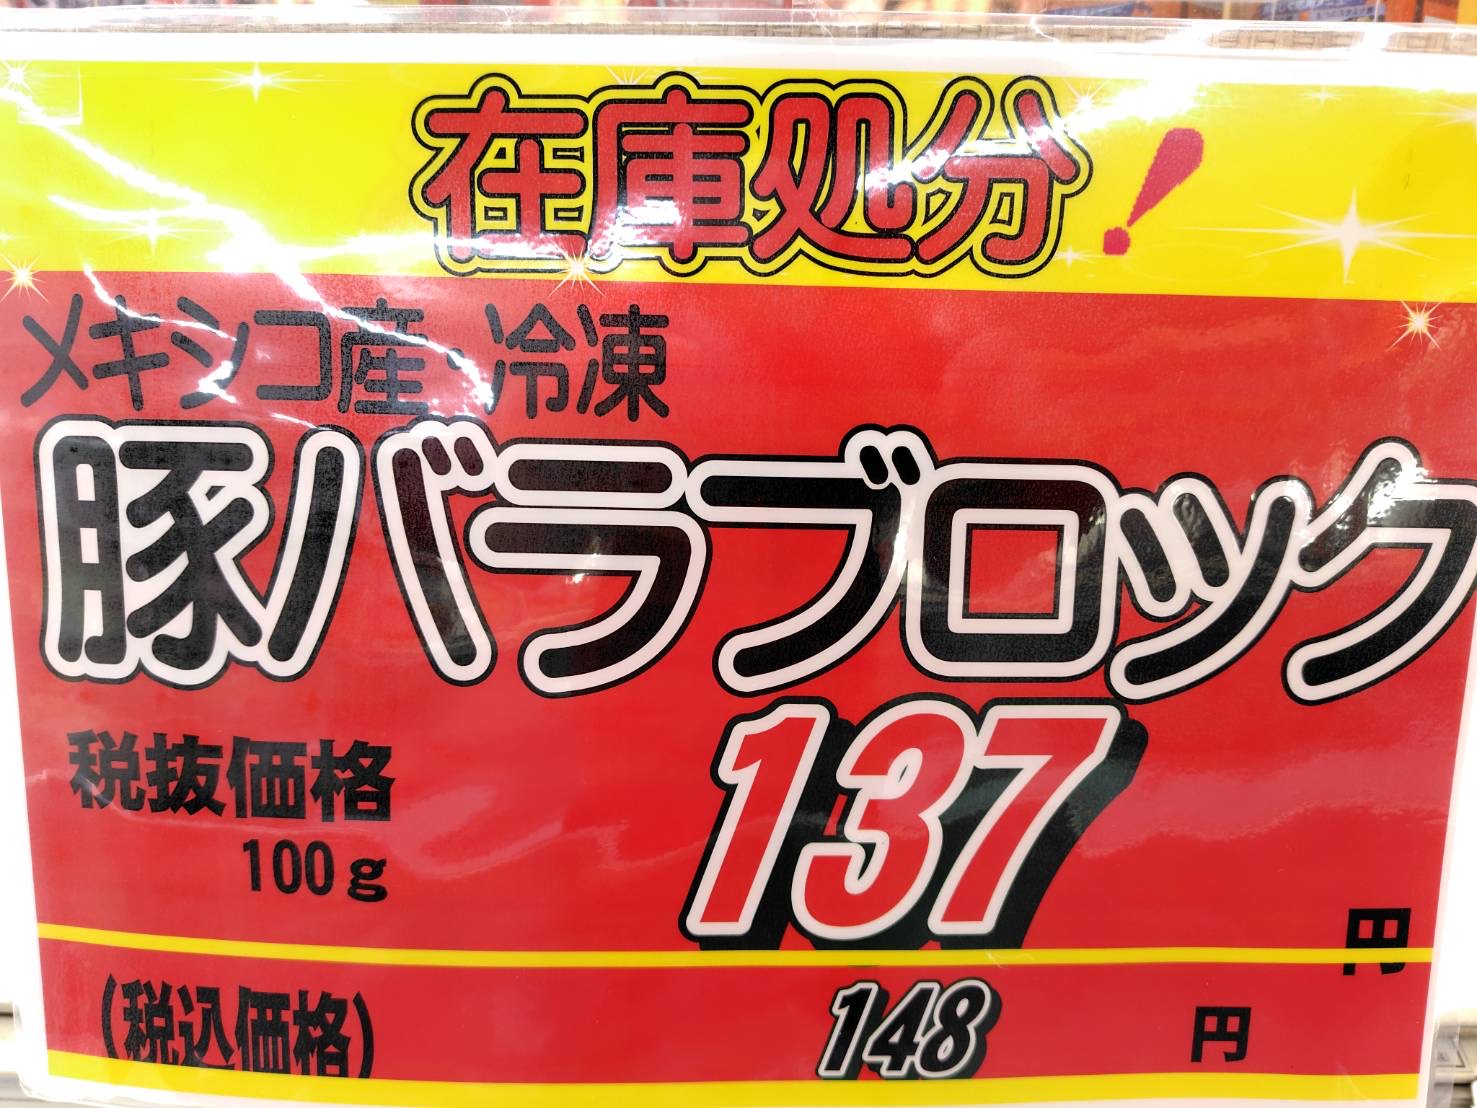 在庫処分!
メキシコ産・冷凍
豚バラブロック
税抜価格 137
100g 円
(税込価格) 148 円